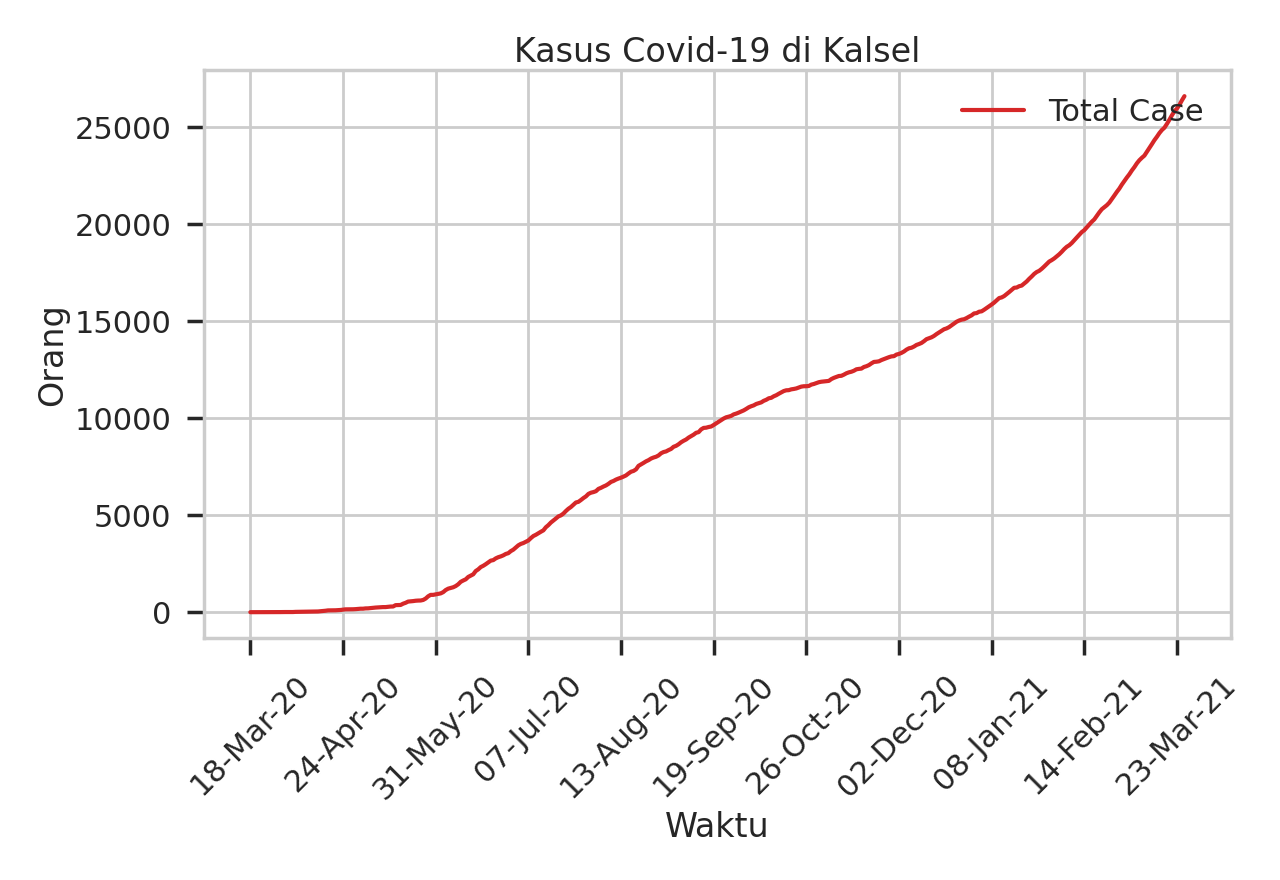 Kasus Covid-19 di Kalsel
Total Case
25000
20000
15000
10000
5000
0
Orang
18-Mar-20
24-Apr-20
31-May-20
07-Jul-20
13-Aug-20
19-Sep-20
26-Oct-20
02-Dec-20
08-Jan-21
14-Feb-21
23-Mar-21
Waktu